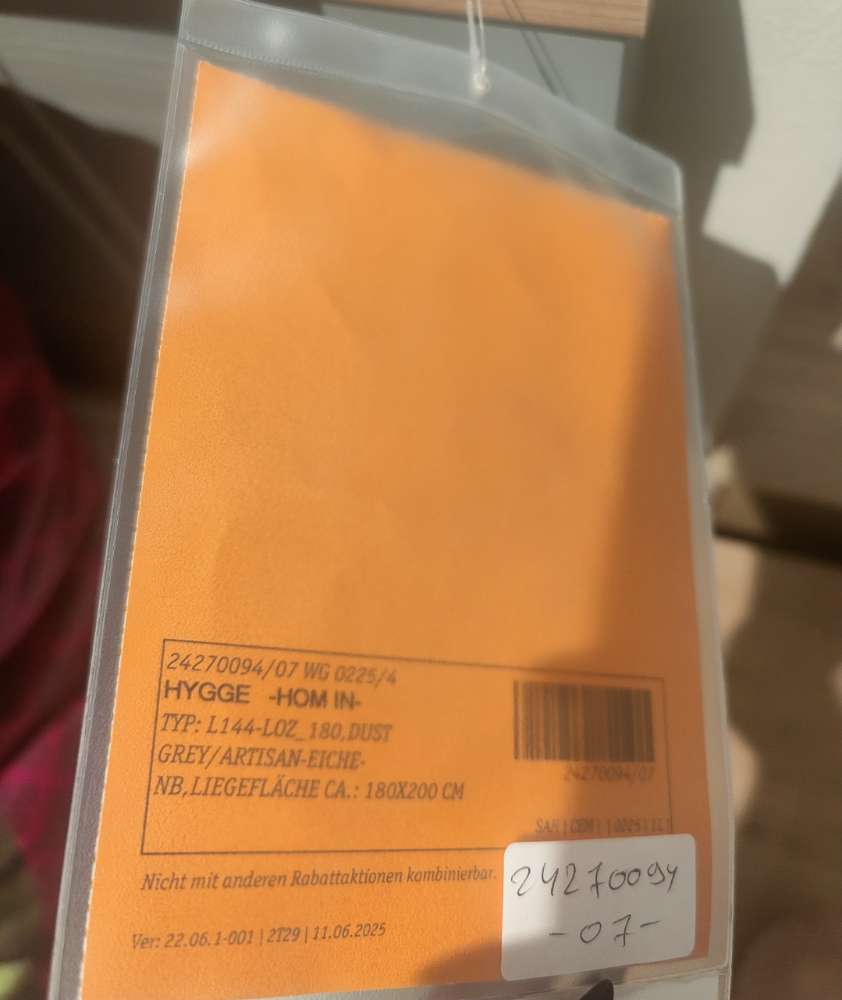 24270094/07 WG 0225/4
HYGGE -HOM IN-
TYP: L144-LOZ_180,DUST
GREY/ARTISAN-EICHE-
NB,LIEGEFLÄCHE CA.: 180X200 CM
24270094/07
Nicht mit anderen Rabattaktionen kombinierbar.
Ver: 22.06.1-001 | 2T29 | 11.06.2025
24270094
-07-